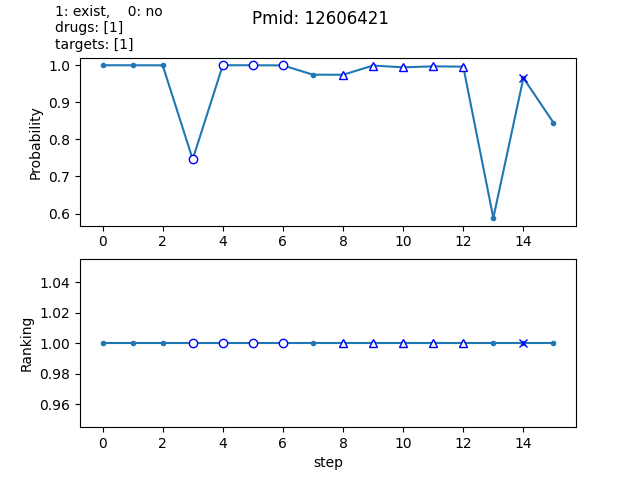 1: exist,    0: no
drugs: [1]
targets: [1]
Pmid: 12606421
Probability
1.0
0.9
0.8
0.7
0.6
0 2 4 6 8 10 12 14
Ranking
1.04
1.02
1.00
0.98
0.96
0 2 4 6 8 10 12 14
step